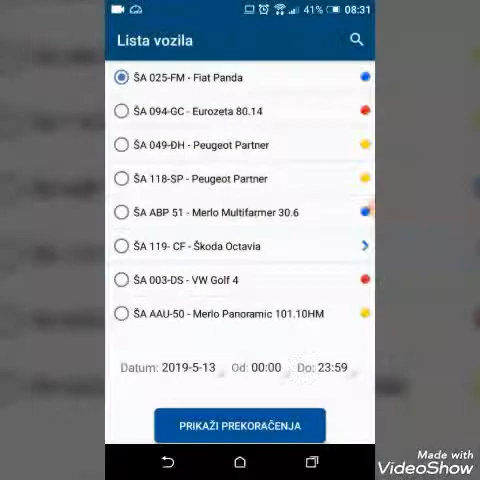 41% 08:31
Lista vozila
ŠA 025-FM - Fiat Panda
ŠA 094-GC - Eurozeta 80.14
ŠA 049-ĐH - Peugeot Partner
ŠA 118-SP - Peugeot Partner
ŠA ABP 51 - Merlo Multifarmer 30.6
ŠA 119- CF - Škoda Octavia
ŠA 003-DS - VW Golf 4
ŠA AAU-50 - Merlo Panoramic 101.10HM
Datum: 2019-5-13 Od: 00:00 Do: 23:59
PRIKAŽI PREKORAČENJA
Made with
VideoShow